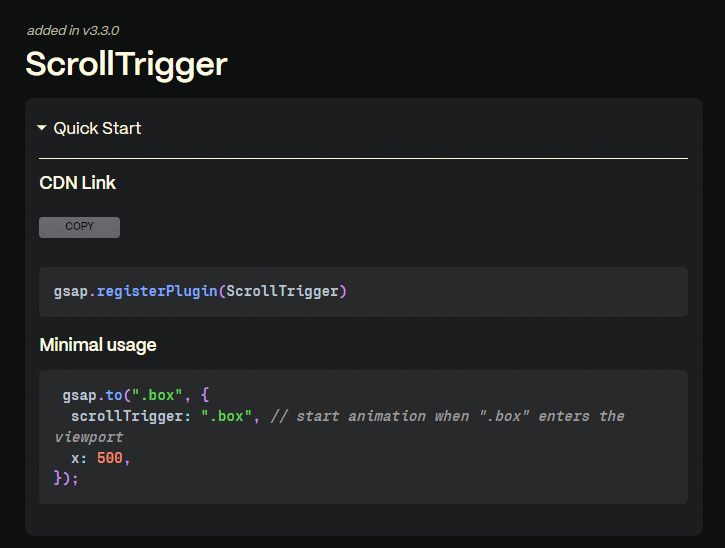 added in v3.3.0
ScrollTrigger
Quick Start
CDN Link
COPY
gsap.registerPlugin(ScrollTrigger)
Minimal usage
gsap.to(".box", {
scrollTrigger: ".box", // start animation when ".box" enters the
viewport
x: 500,
});